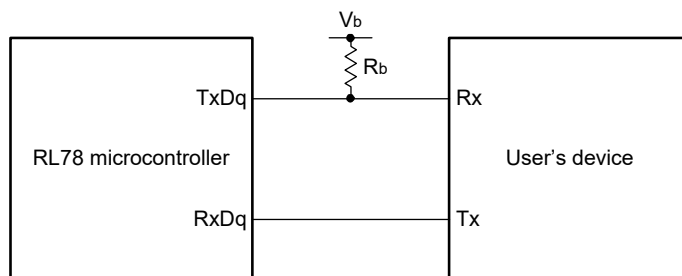 Vb
Rb
TxDq
Rx
RL78 microcontroller
User’s device
RxDq
Tx